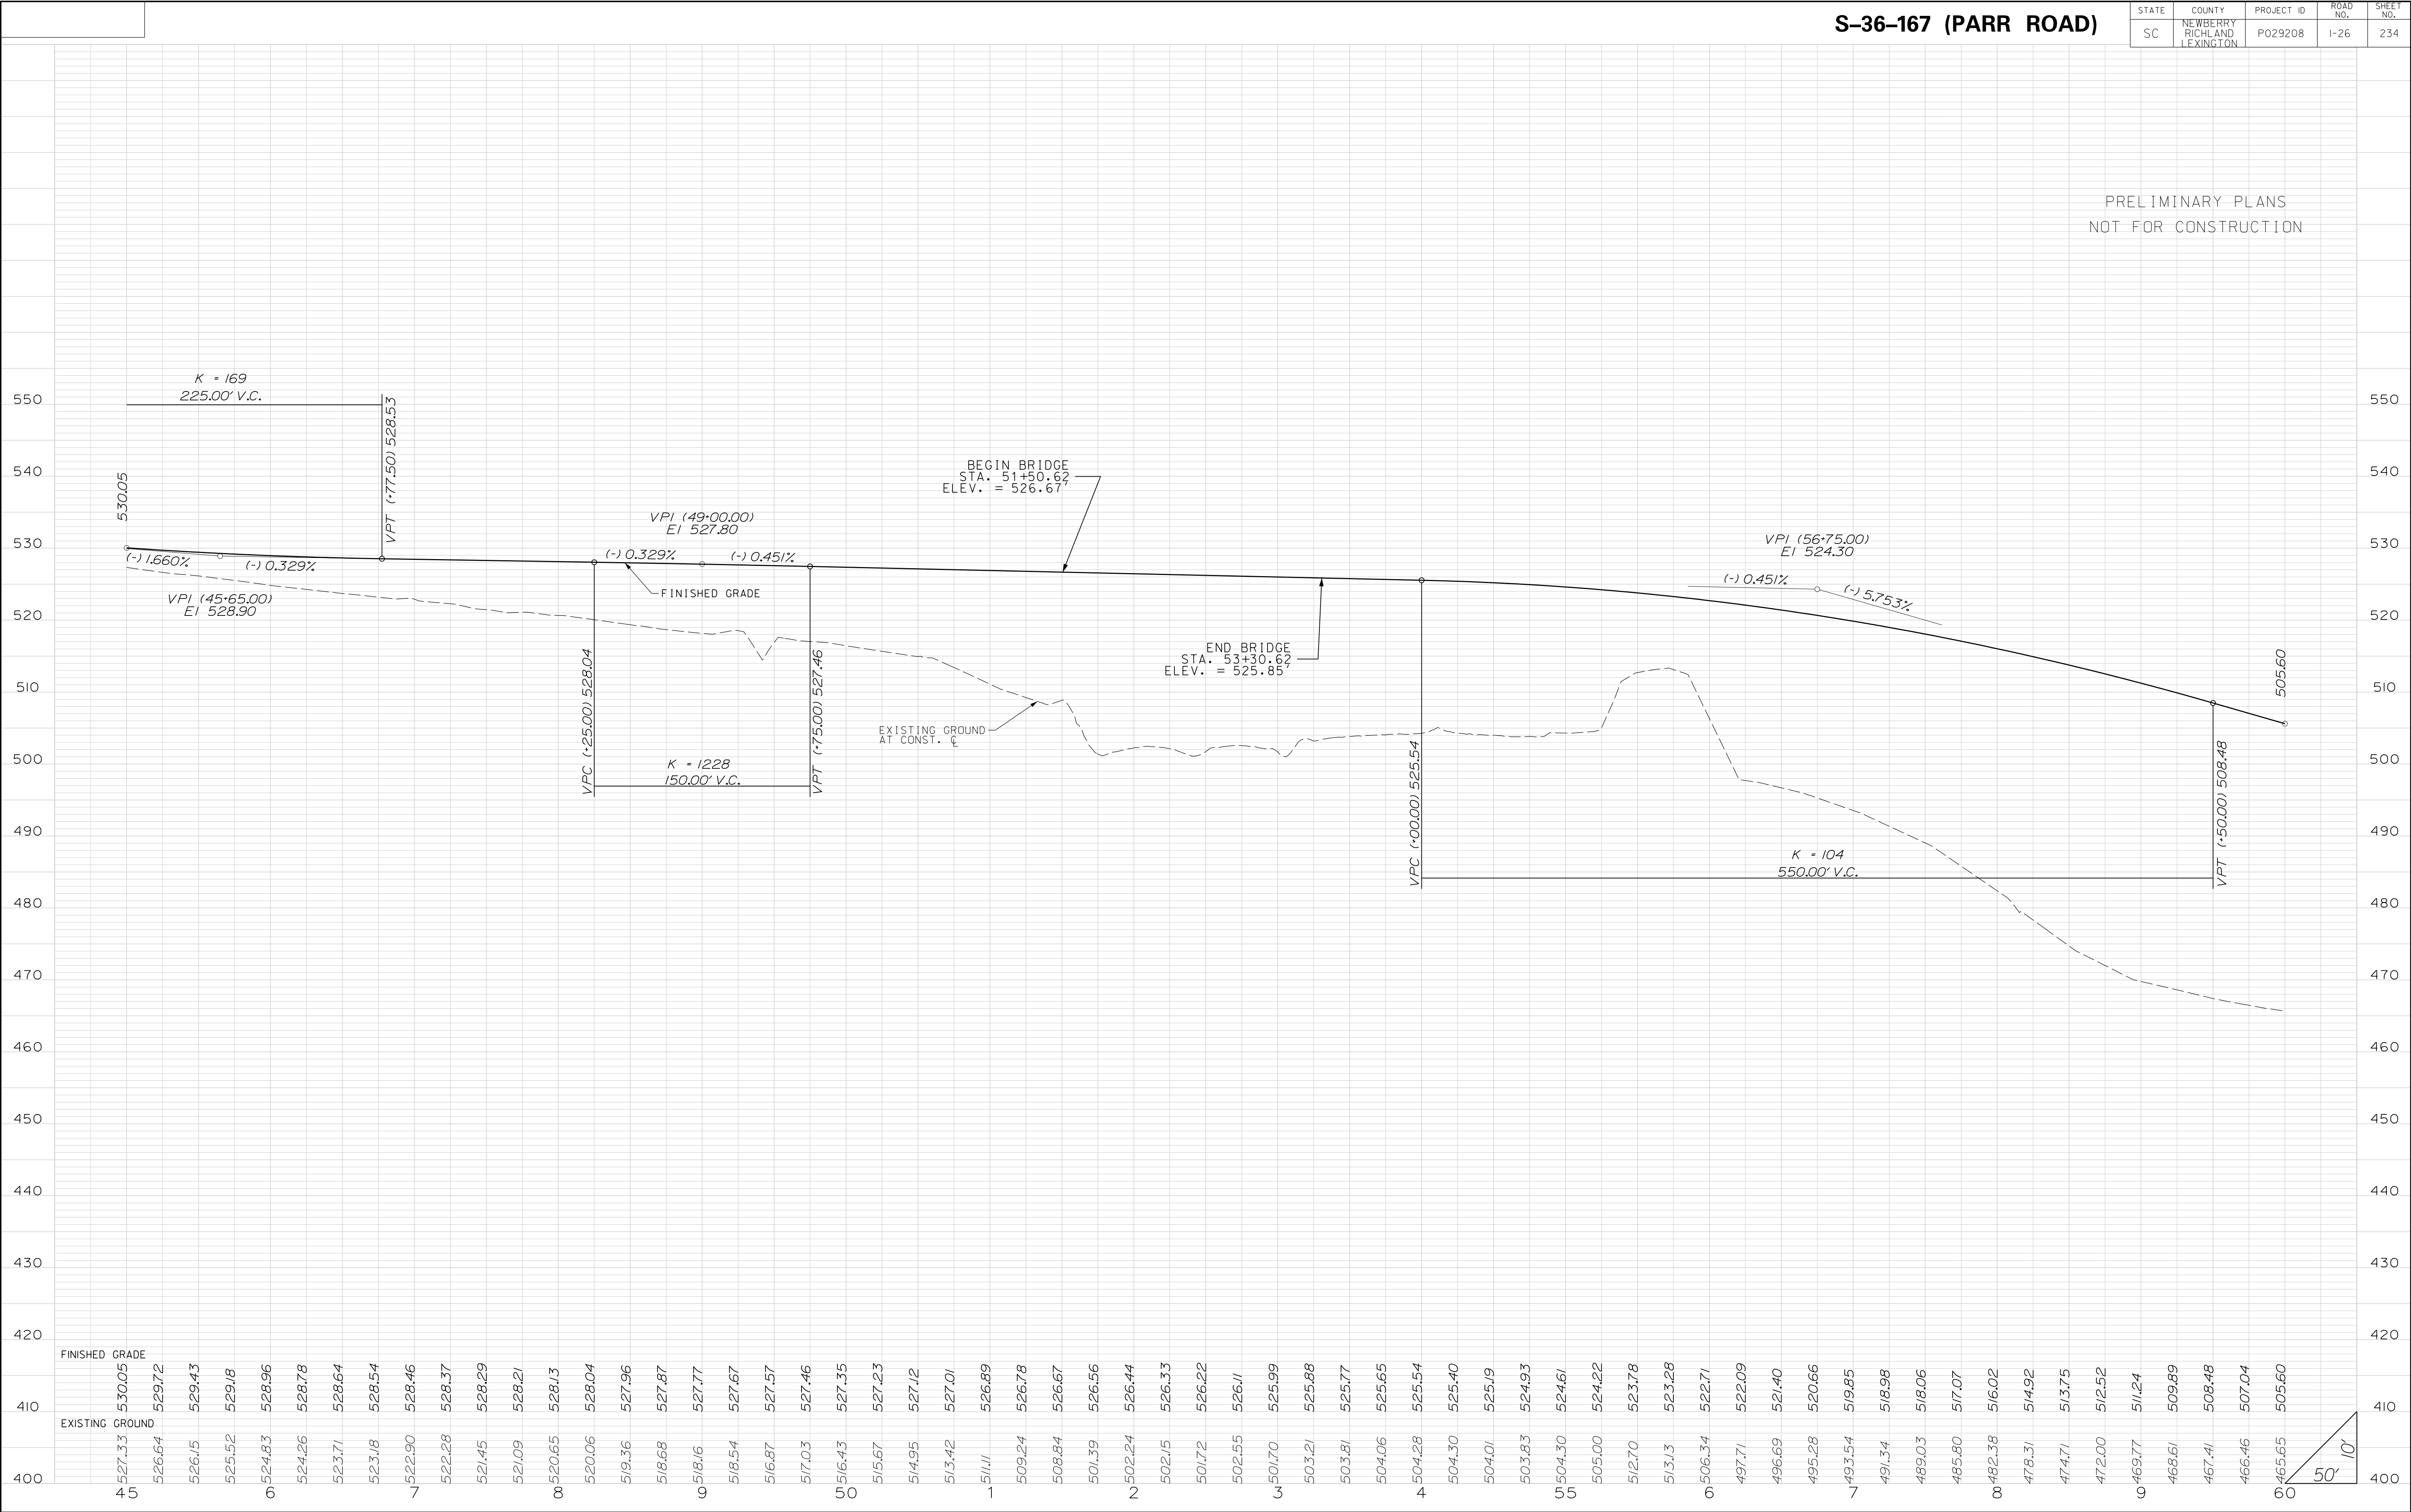 S-36-167 (PARR ROAD)
STATE COUNTY PROJECT ID ROAD NO. SHEET NO.
SC NEWBERRY RICHLAND LEXINGTON P029208 I-26 234
PRELIMINARY PLANS
NOT FOR CONSTRUCTION
K = 169
225.00' V.C.
VPT (+77.50) 528.53
530.05
(-) 1.660%
(-) 0.329%
VPI (45+65.00)
El 528.90
VPI (49+00.00)
El 527.80
(-) 0.329%
(-) 0.451%
FINISHED GRADE
VPC (+25.00) 528.04
VPT (+75.00) 527.46
K = 1228
150.00' V.C.
BEGIN BRIDGE
STA. 51+50.62
ELEV. = 526.67'
END BRIDGE
STA. 53+30.62
ELEV. = 525.85'
EXISTING GROUND
AT CONST. ℄
VPI (56+75.00)
El 524.30
(-) 0.451%
(-) 5.753%
VPC (+00.00) 525.54
K = 104
550.00' V.C.
VPT (+50.00) 508.48
505.60
550 550
540 540
530 530
520 520
510 510
500 500
490 490
480 480
470 470
460 460
450 450
440 440
430 430
420 420
410 410
400 400
FINISHED GRADE
530.05 529.72 529.43 529.18 528.96 528.78 528.64 528.54 528.46 528.37 528.29 528.21 528.13 528.04 527.96 527.87 527.77 527.67 527.57 527.46 527.35 527.23 527.12 527.01 526.89 526.78 526.67 526.56 526.44 526.33 526.22 526.11 525.99 525.88 525.77 525.65 525.54 525.40 525.19 524.93 524.61 524.22 523.78 523.28 522.71 522.09 521.40 520.66 519.85 518.98 518.06 517.07 516.02 514.92 513.75 512.52 511.24 509.89 508.48 507.04 505.60
EXISTING GROUND
527.33 526.64 526.15 525.52 524.83 524.26 523.71 523.18 522.90 522.28 521.45 521.09 520.65 520.06 519.36 518.68 518.16 518.54 516.87 517.03 516.43 515.67 514.95 513.42 511.11 509.24 508.84 501.39 502.24 502.15 501.72 502.55 501.70 503.21 503.81 504.06 504.28 504.30 504.01 503.83 504.30 505.00 512.70 513.13 506.34 497.71 496.69 495.28 493.54 491.34 489.03 485.80 482.38 478.31 474.71 472.00 469.77 468.61 467.41 466.46 465.65
45 6 7 8 9 50 1 2 3 4 55 6 7 8 9 60
50' 10'